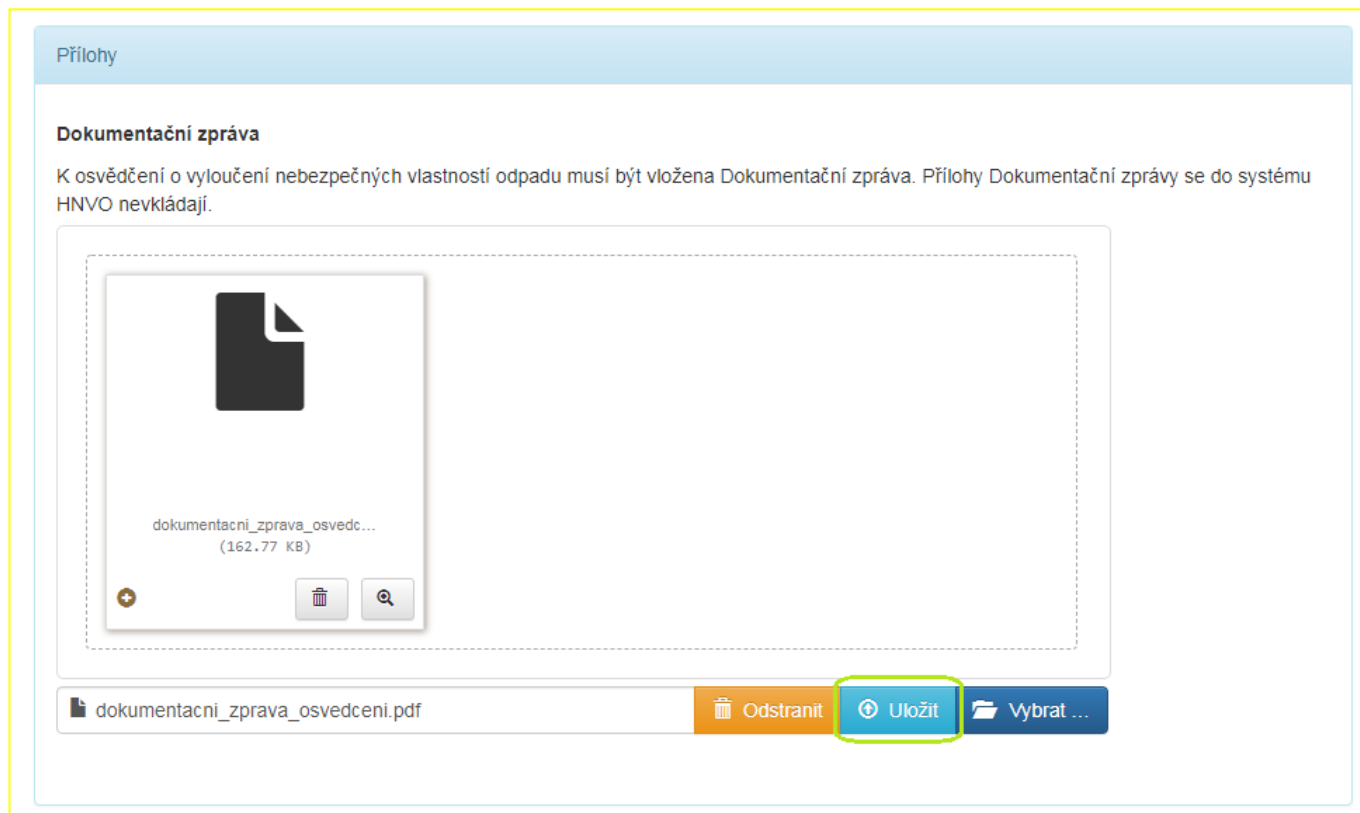 Přílohy
Dokumentační zpráva
K osvědčení o vyloučení nebezpečných vlastností odpadu musí být vložena Dokumentační zpráva. Přílohy Dokumentační zprávy se do systému
HNVO nevkládají.
dokumentacni_zprava_osvedc...
(162.77 KB)
dokumentacni_zprava_osvedceni.pdf Odstranit Uložit Vybrat ...